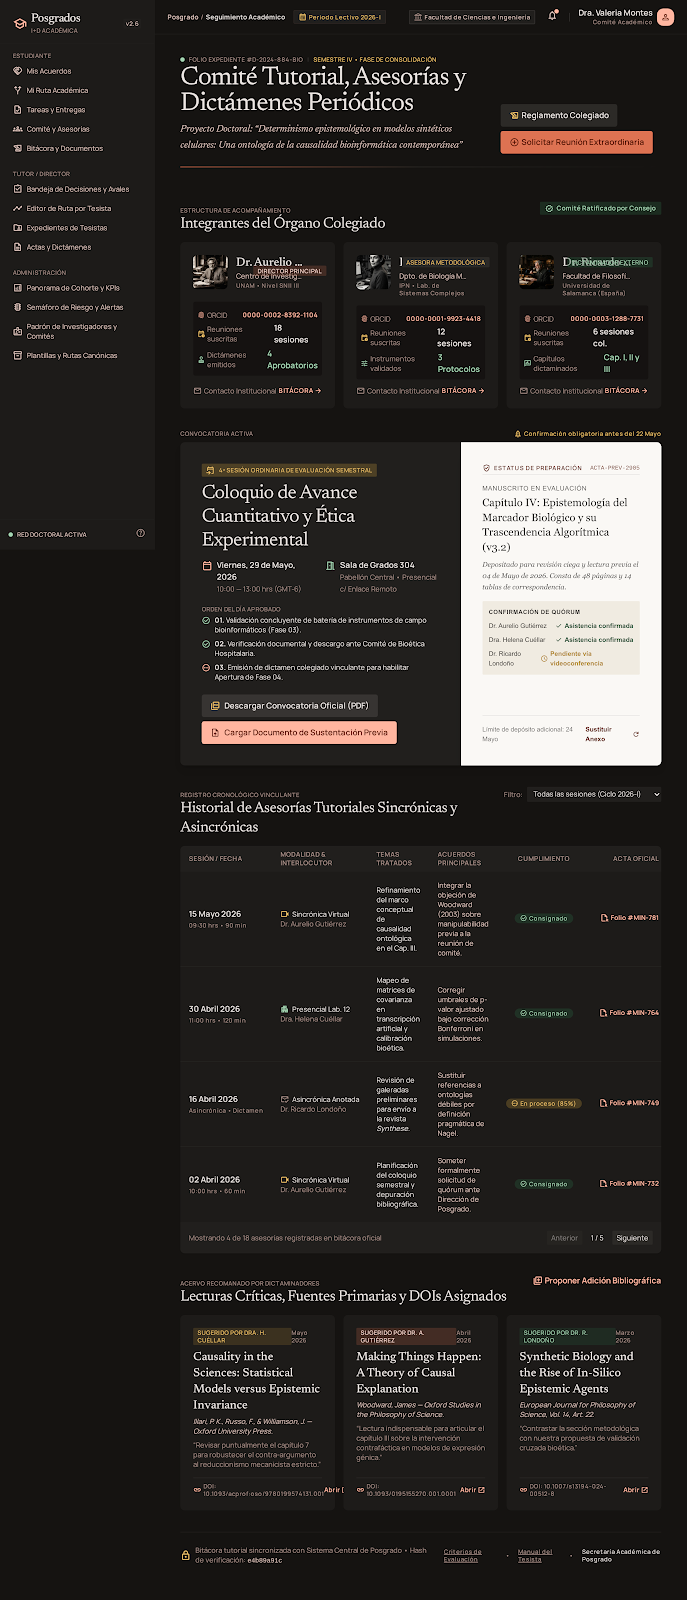 Posgrados
I+D ACADÉMICA
v2.6
ESTUDIANTE
Mis Acuerdos
Mi Ruta Académica
Tareas y Entregas
Comité y Asesorías
Bitácora y Documentos
TUTOR / DIRECTOR
Bandeja de Decisiones y Avales
Editor de Ruta por Tesista
Expedientes de Tesistas
Actas y Dictámenes
ADMINISTRACIÓN
Panorama de Cohorte y KPIs
Semáforo de Riesgo y Alertas
Padrón de Investigadores y
Comités
Plantillas y Rutas Canónicas
RED DOCTORAL ACTIVA
Posgrado / Seguimiento Académico
Periodo Lectivo 2026-I
Facultad de Ciencias e Ingeniería
Dra. Valeria Montes
Comité Académico
FOLIO EXPEDIENTE #D-2024-884-BIO | SEMESTRE IV • FASE DE CONSOLIDACIÓN
Comité Tutorial, Asesorías y
Dictámenes Periódicos
Proyecto Doctoral: “Determinismo epistemológico en modelos sintéticos
celulares: Una ontología de la causalidad bioinformática contemporánea”
Reglamento Colegiado
Solicitar Reunión Extraordinaria
ESTRUCTURA DE ACOMPAÑAMIENTO
Integrantes del Órgano Colegiado
Comité Ratificado por Consejo
Dr. Aurelio ...
DIRECTOR PRINCIPAL
Centro de Investig...
UNAM • Nivel SNII III
ORCID 0000-0002-8392-1104
Reuniones
suscritas
18
sesiones
Dictámenes
emitidos
4
Aprobatorios
Contacto Institucional BITÁCORA →
ASESORA METODOLÓGICA
Dpto. de Biología M...
IPN • Lab. de
Sistemas Complejos
ORCID 0000-0001-9923-4418
Reuniones
suscritas
12
sesiones
Instrumentos
validados
3
Protocolos
Contacto Institucional BITÁCORA →
Dr. Ricardo ...
Facultad de Filosofí...
Universidad de
Salamanca (España)
ORCID 0000-0003-1288-7731
Reuniones
suscritas
6 sesiones
col.
Capítulos
dictaminados
Cap. I, II y
III
Contacto Institucional BITÁCORA →
CONVOCATORIA ACTIVA
Confirmación obligatoria antes del 22 Mayo
4ª SESIÓN ORDINARIA DE EVALUACIÓN SEMESTRAL
Coloquio de Avance
Cuantitativo y Ética
Experimental
Viernes, 29 de Mayo,
2026
10:00 — 13:00 hrs (GMT-6)
Sala de Grados 304
Pabellón Central • Presencial
c/ Enlace Remoto
ORDEN DEL DÍA APROBADO
01. Validación concluyente de batería de instrumentos de campo
bioinformáticos (Fase 03).
02. Verificación documental y descargo ante Comité de Bioética
Hospitalaria.
03. Emisión de dictamen colegiado vinculante para habilitar
Apertura de Fase 04.
Descargar Convocatoria Oficial (PDF)
Cargar Documento de Sustentación Previa
ESTATUS DE PREPARACIÓN ACTA-PREV-2985
MANUSCRITO EN EVALUACIÓN
Capítulo IV: Epistemología del
Marcador Biológico y su
Trascendencia Algorítmica
(v3.2)
Depositado para revisión ciega y lectura previa el
04 de Mayo de 2026. Consta de 48 páginas y 14
tablas de correspondencia.
CONFIRMACIÓN DE QUÓRUM
Dr. Aurelio Gutiérrez Asistencia confirmada
Dra. Helena Cuéllar Asistencia confirmada
Dr. Ricardo
Londoño
Pendiente vía
videoconferencia
Límite de depósito adicional: 24
Mayo
Sustituir
Anexo
REGISTRO CRONOLÓGICO VINCULANTE
Historial de Asesorías Tutoriales Sincrónicas y
Asincrónicas
Filtro: Todas las sesiones (Ciclo 2026-I)
SESIÓN / FECHA
MODALIDAD &
INTERLOCUTOR
TEMAS
TRATADOS
ACUERDOS
PRINCIPALES
CUMPLIMIENTO
ACTA OFICIAL
15 Mayo 2026
09:30 hrs • 90 min
Sincrónica Virtual
Dr. Aurelio Gutiérrez
Refinamiento
del marco
conceptual
de
causalidad
ontológica
en el Cap. III.
Integrar la
objeción de
Woodward
(2003) sobre
manipulabilidad
previa a la
reunión de
comité.
Consignado
Folio #MIN-781
30 Abril 2026
11:00 hrs • 120 min
Presencial Lab. 12
Dra. Helena Cuéllar
Mapeo de
matrices de
covarianza
en
transcripción
artificial y
calibración
bioética.
Corregir
umbrales de p-
valor ajustado
bajo corrección
Bonferroni en
simulaciones.
Consignado
Folio #MIN-764
16 Abril 2026
Asincrónica • Dictamen
Asincrónica Anotada
Dr. Ricardo Londoño
Revisión de
galeradas
preliminares
para envío a
la revista
Synthese.
Sustituir
referencias a
ontologías
débiles por
definición
pragmática de
Nagel.
En proceso (85%)
Folio #MIN-749
02 Abril 2026
10:00 hrs • 60 min
Sincrónica Virtual
Dr. Aurelio Gutiérrez
Planificación
del coloquio
semestral y
depuración
bibliográfica.
Someter
formalmente
solicitud de
quórum ante
Dirección de
Posgrado.
Consignado
Folio #MIN-732
Mostrando 4 de 18 asesorías registradas en bitácora oficial
Anterior 1 / 5 Siguiente
ACERVO RECOMANADO POR DICTAMINADORES
Lecturas Críticas, Fuentes Primarias y DOIs Asignados
Proponer Adición Bibliográfica
SUGERIDO POR DRA. H.
CUÉLLAR
Mayo
2026
Causality in the
Sciences: Statistical
Models versus Epistemic
Invariance
Illari, P. K., Russo, F., & Williamson, J. —
Oxford University Press.
“Revisar puntualmente el capítulo 7
para robustecer el contra-argumento
al reduccionismo mecanicista estricto.”
DOI:
10.1093/acprof:oso/9780199574131.001
Abrir
SUGERIDO POR DR. A.
GUTIÉRREZ
Abril
2026
Making Things Happen:
A Theory of Causal
Explanation
Woodward, James — Oxford Studies in
the Philosophy of Science.
“Lectura indispensable para articular el
capítulo III sobre la intervención
contrafáctica en modelos de expresión
génica.”
DOI:
10.1093/0195155270.001.0001
Abrir
SUGERIDO POR DR. R.
LONDOÑO
Marzo
2026
Synthetic Biology and
the Rise of In-Silico
Epistemic Agents
European Journal for Philosophy of
Science, Vol. 14, Art. 22.
“Contrastar la sección metodológica
con nuestra propuesta de validación
cruzada bioética.”
DOI: 10.1007/s13194-024-
00512-8
Abrir
Bitácora tutorial sincronizada con Sistema Central de Posgrado • Hash
de verificación: e4b89a91c
Criterios de
Evaluación
•
Manual del
Tesista
•
Secretaría Académica de
Posgrado